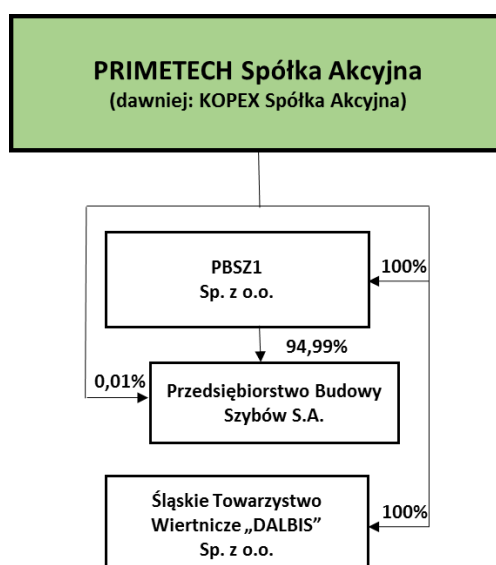 PRIMETECH Spółka Akcyjna
(dawniej: KOPEX Spółka Akcyjna)
PBSZ1
Sp. z o.o.
100%
94,99%
0,01%
Przedsiębiorstwo Budowy
Szybów S.A.
Śląskie Towarzystwo
Wiertnicze „DALBIS”
Sp. z o.o.
100%